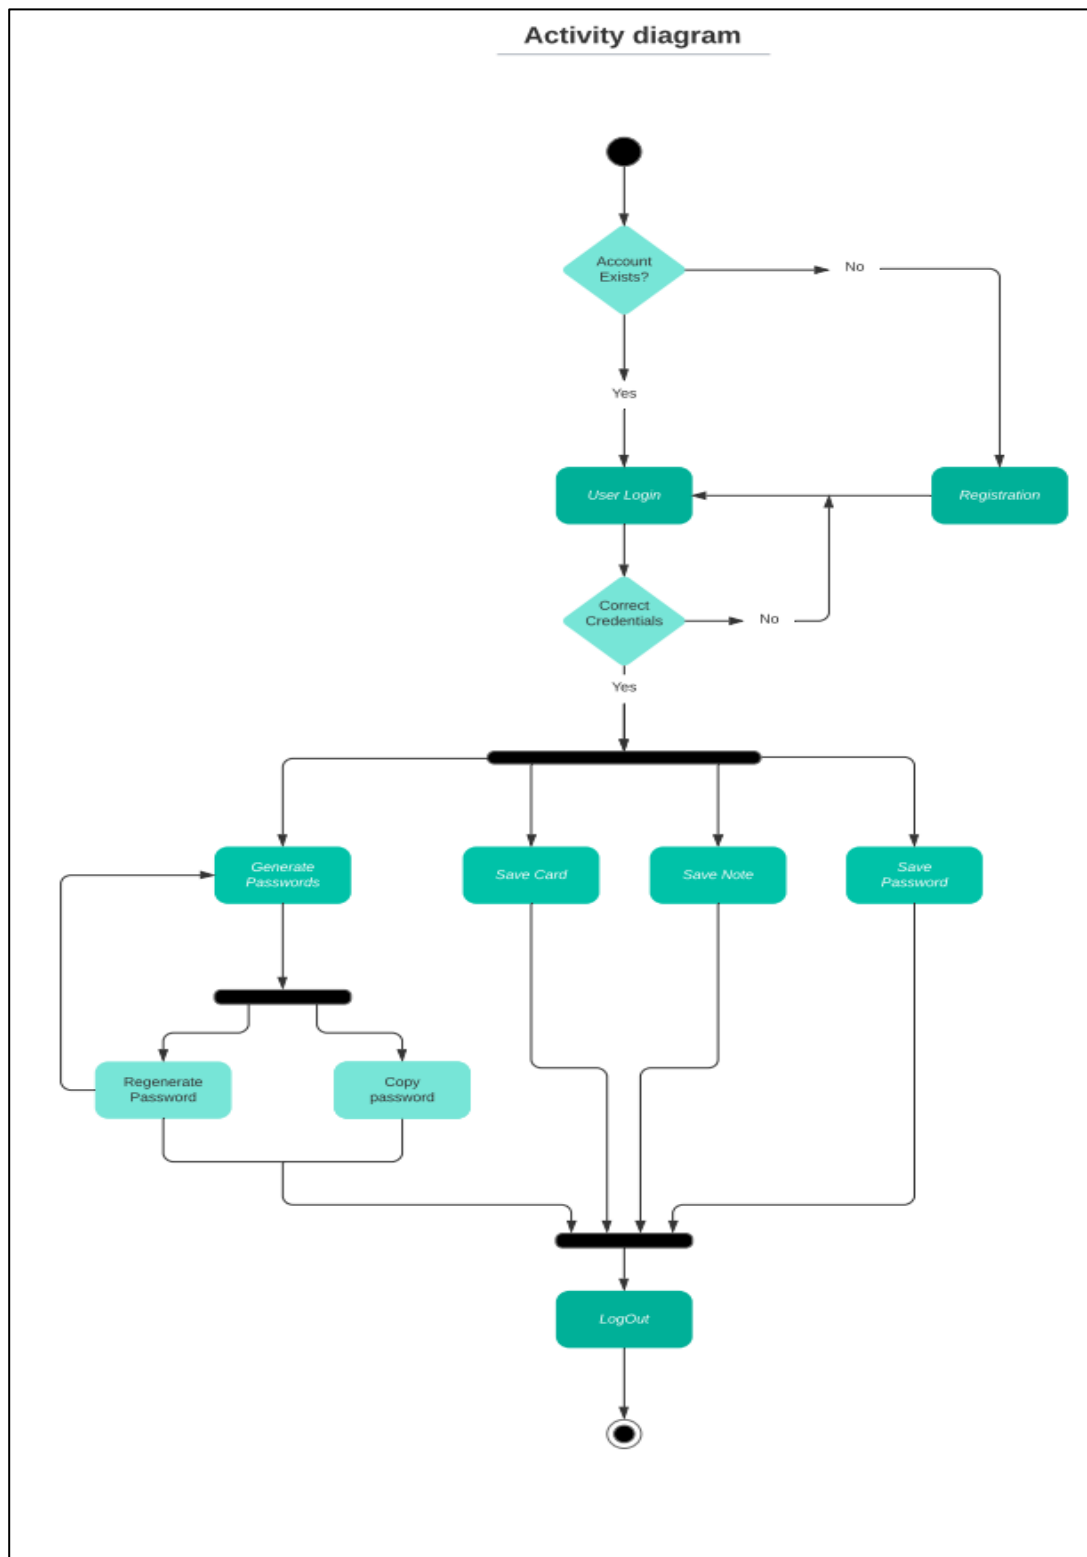 Activity diagram
Account
Exists?
No
Yes
User Login
Registration
Correct
Credentials
No
Yes
Generate
Passwords
Save Card
Save Note
Save
Password
Regenerate
Password
Copy
password
LogOut